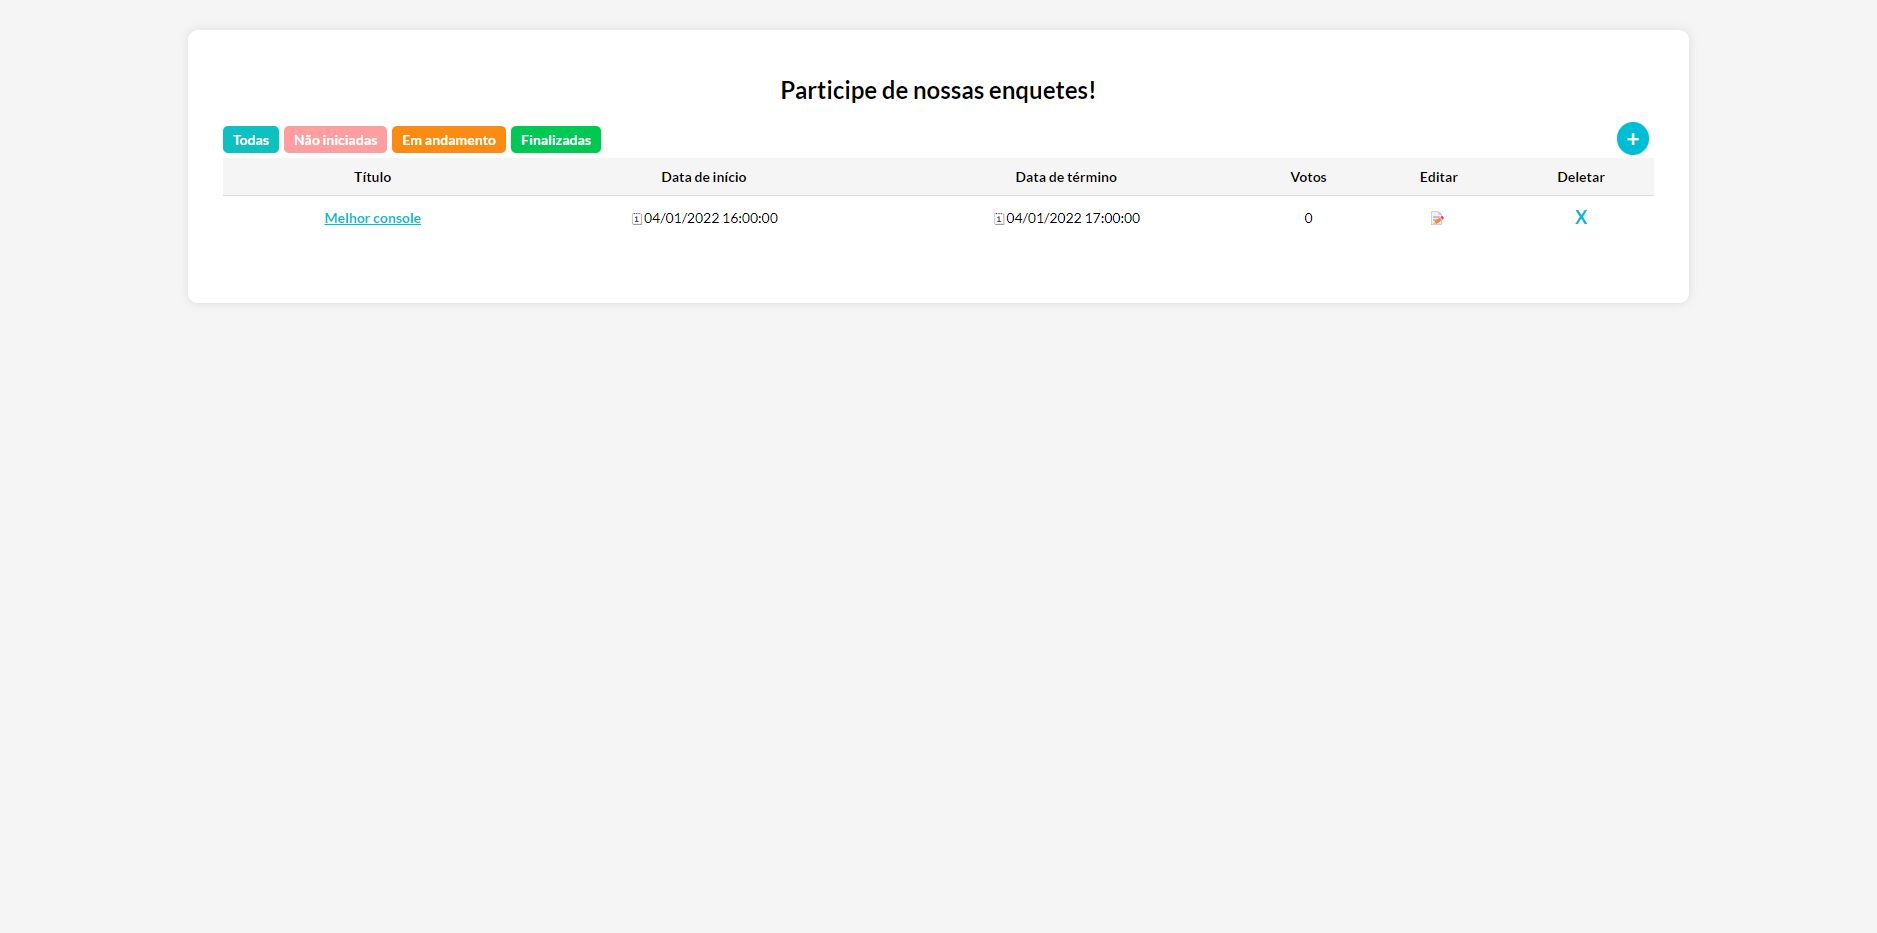 Participe de nossas enquetes!
Todas Não iniciadas Em andamento Finalizadas +
Título Data de início Data de término Votos Editar Deletar
Melhor console 04/01/2022 16:00:00 04/01/2022 17:00:00 0 X